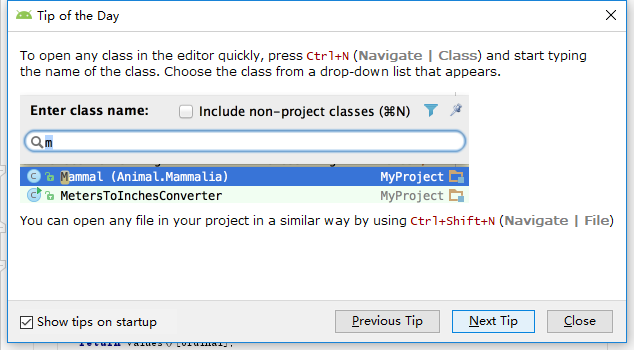 Tip of the Day
To open any class in the editor quickly, press Ctrl+N (Navigate | Class) and start typing
the name of the class. Choose the class from a drop-down list that appears.
Enter class name: Include non-project classes (⌘N)
m
Mammal (Animal.Mammalia) MyProject
MetersToInchesConverter MyProject
You can open any file in your project in a similar way by using Ctrl+Shift+N (Navigate | File)
Show tips on startup Previous Tip Next Tip Close
return values()[ordinal];